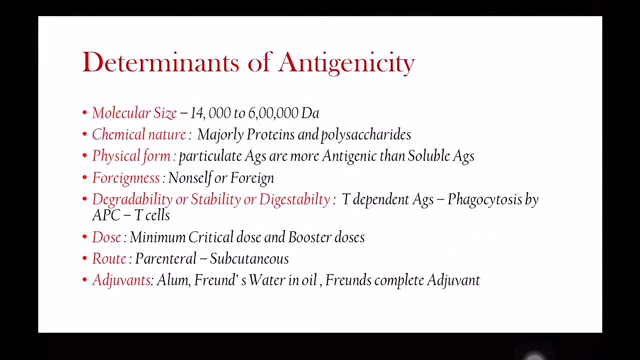 Determinants of Antigenicity
• Molecular Size – 14, 000 to 6,00,000 Da
• Chemical nature : Majorly Proteins and polysaccharides
• Physical form : particulate Ags are more Antigenic than Soluble Ags
• Foreignness : Nonself or Foreign
• Degradability or Stability or Digestabilty : T dependent Ags – Phagocytosis by
APC – T cells
• Dose : Minimum Critical dose and Booster doses
• Route : Parenteral – Subcutaneous
• Adjuvants: Alum, Freund's Water in oil , Freunds complete Adjuvant